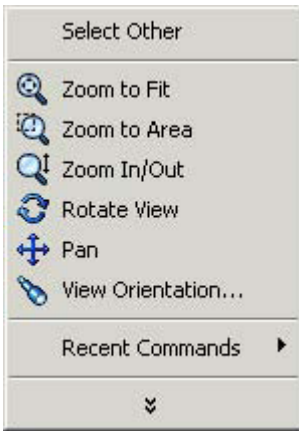 Select Other
Zoom to Fit
Zoom to Area
Zoom In/Out
Rotate View
Pan
View Orientation...
Recent Commands